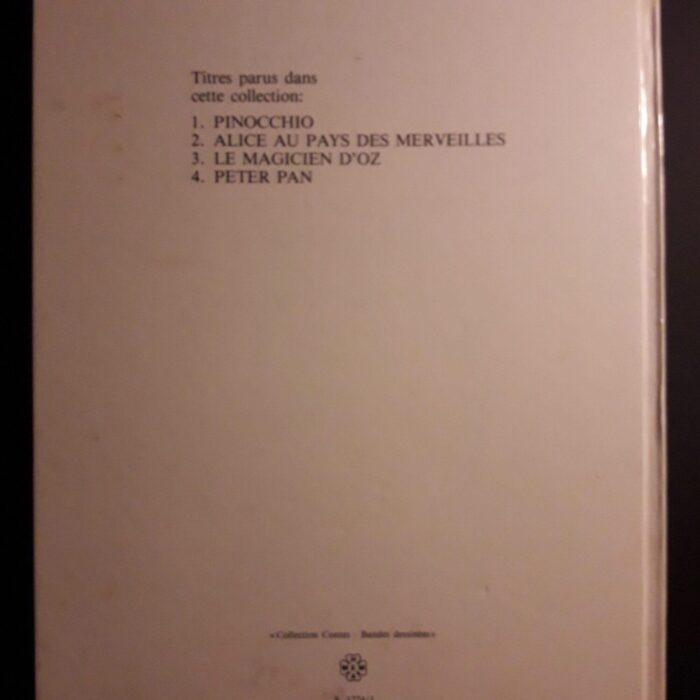 Titres parus dans
cette collection:
1. PINOCCHIO
2. ALICE AU PAYS DES MERVEILLES
3. LE MAGICIEN D'OZ
4. PETER PAN
«Collection Contes - Bandes dessinées»